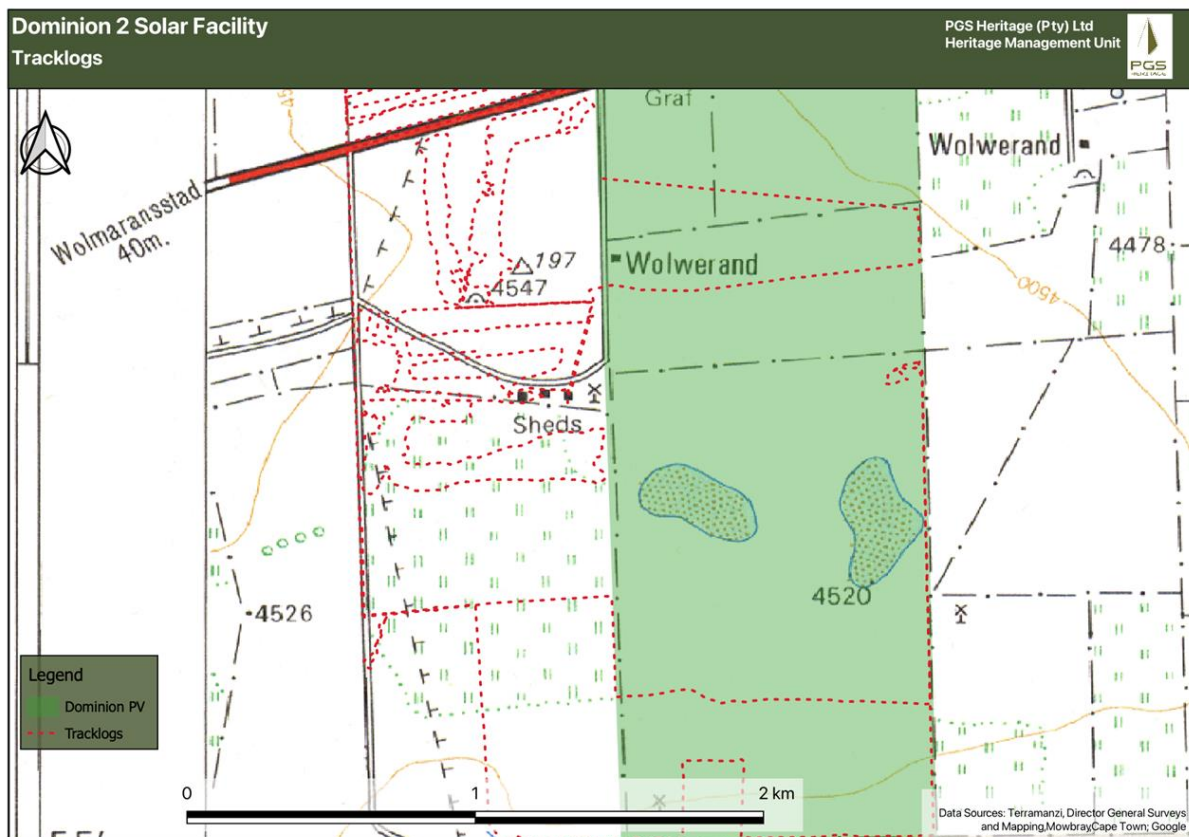 Dominion 2 Solar Facility
Tracklogs
PGS Heritage (Pty) Ltd
Heritage Management Unit
PGS
HERITAGE
Graf
Wolwerand
Wolmaransstad
40m.
197
4547
Wolwerand
4478
4500
Sheds
4520
4526
Legend
Dominion PV
Tracklogs
0
1
2 km
Data Sources: Terramanzi, Director General Surveys
and Mapping,Mowbray,Cape Town; Google